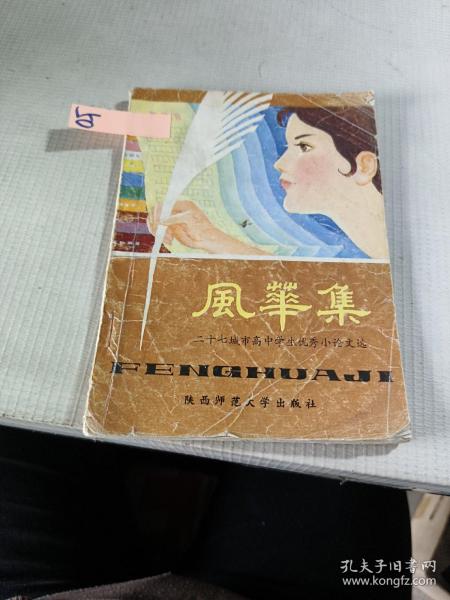 05
風華集
二十七城市高中学生优秀小论文选
FENGHUAJI
陕西师范大学出版社
孔夫子旧书网
www.kongfz.com